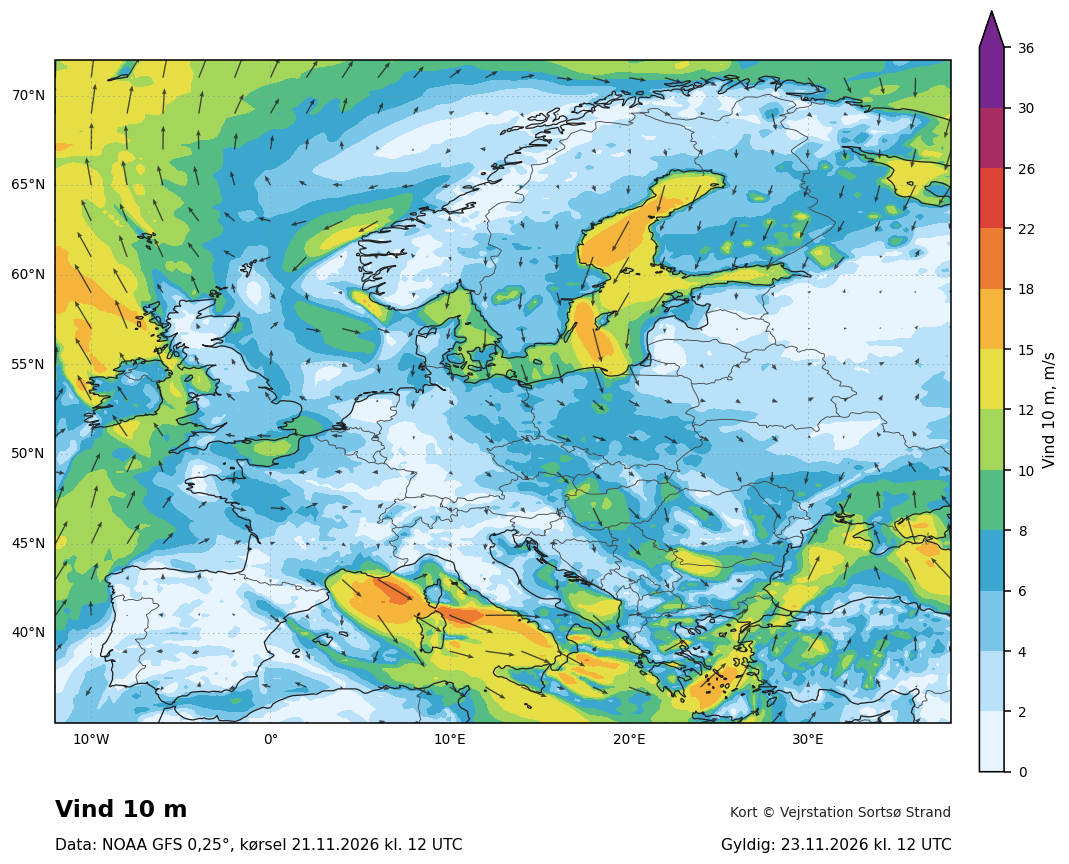 36
30
26
22
18
15
12
10
8
6
4
2
0
Vind 10 m, m/s
70°N
65°N
60°N
55°N
50°N
45°N
40°N
10°W
0°
10°E
20°E
30°E
Vind 10 m
Kort © Vejrstation Sortsø Strand
Data: NOAA GFS 0,25°, kørsel 21.11.2026 kl. 12 UTC
Gyldig: 23.11.2026 kl. 12 UTC